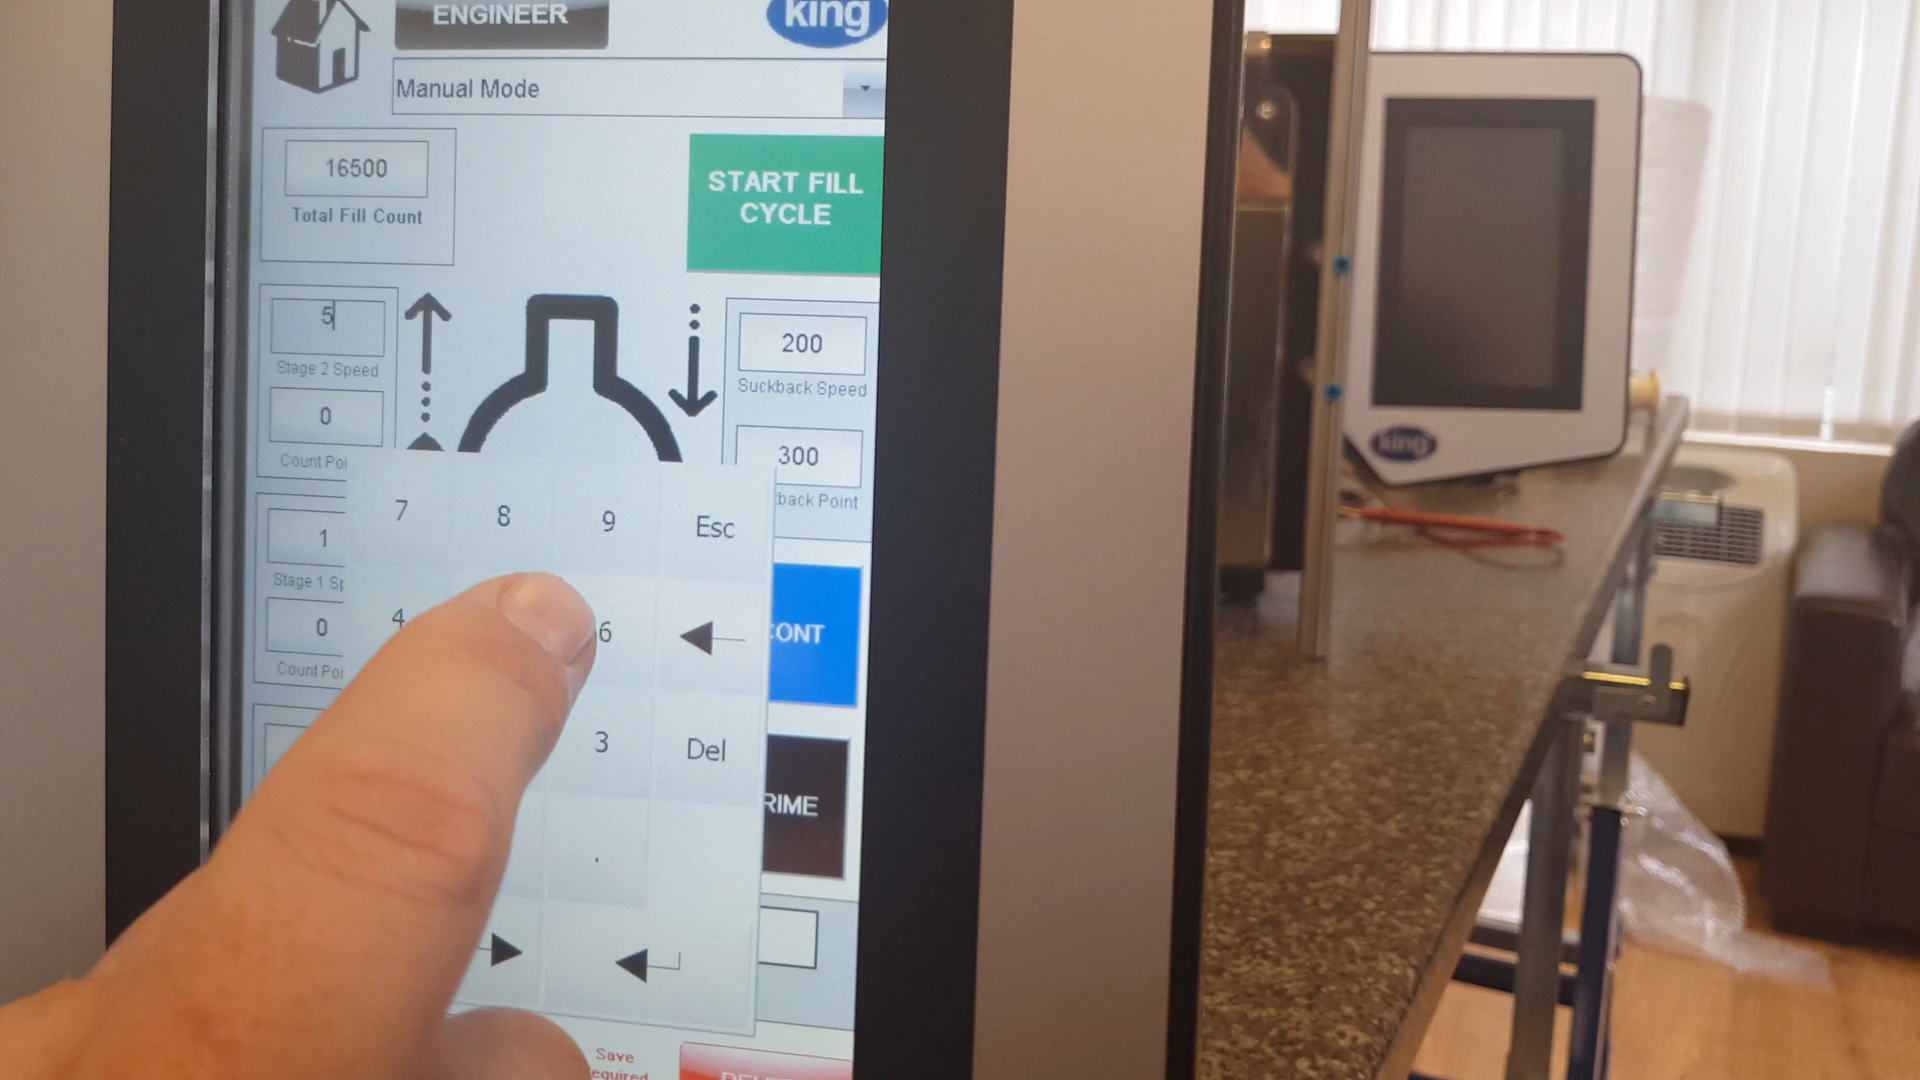 ENGINEER
king
Manual Mode
16500
Total Fill Count
START FILL
CYCLE
5
Stage 2 Speed
0
Count Poi
200
Suckback Speed
300
back Point
1
Stage 1 Sp
0
Count Poi
7
8
9
Esc
4
6
3
Del
.
CONT
RIME
Save
equired
king